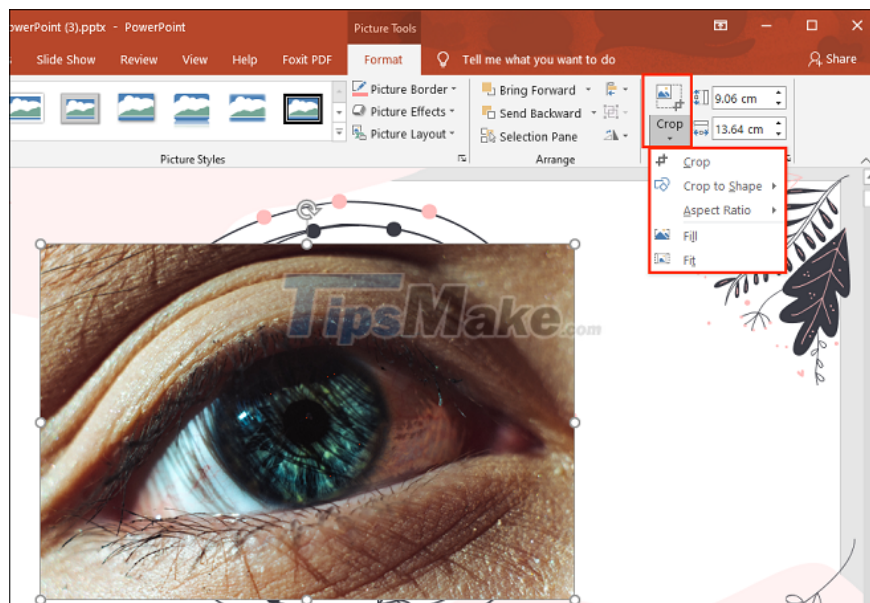 owerPoint (3).pptx - PowerPoint
Picture Tools
Slide Show Review View Help Foxit PDF Format Tell me what you want to do Share
Picture Border
Picture Effects
Picture Layout
Picture Styles
Bring Forward
Send Backward
Selection Pane
Arrange
Crop
9.06 cm
13.64 cm
Crop
Crop to Shape
Aspect Ratio
Fill
Fit
TipsMake.com